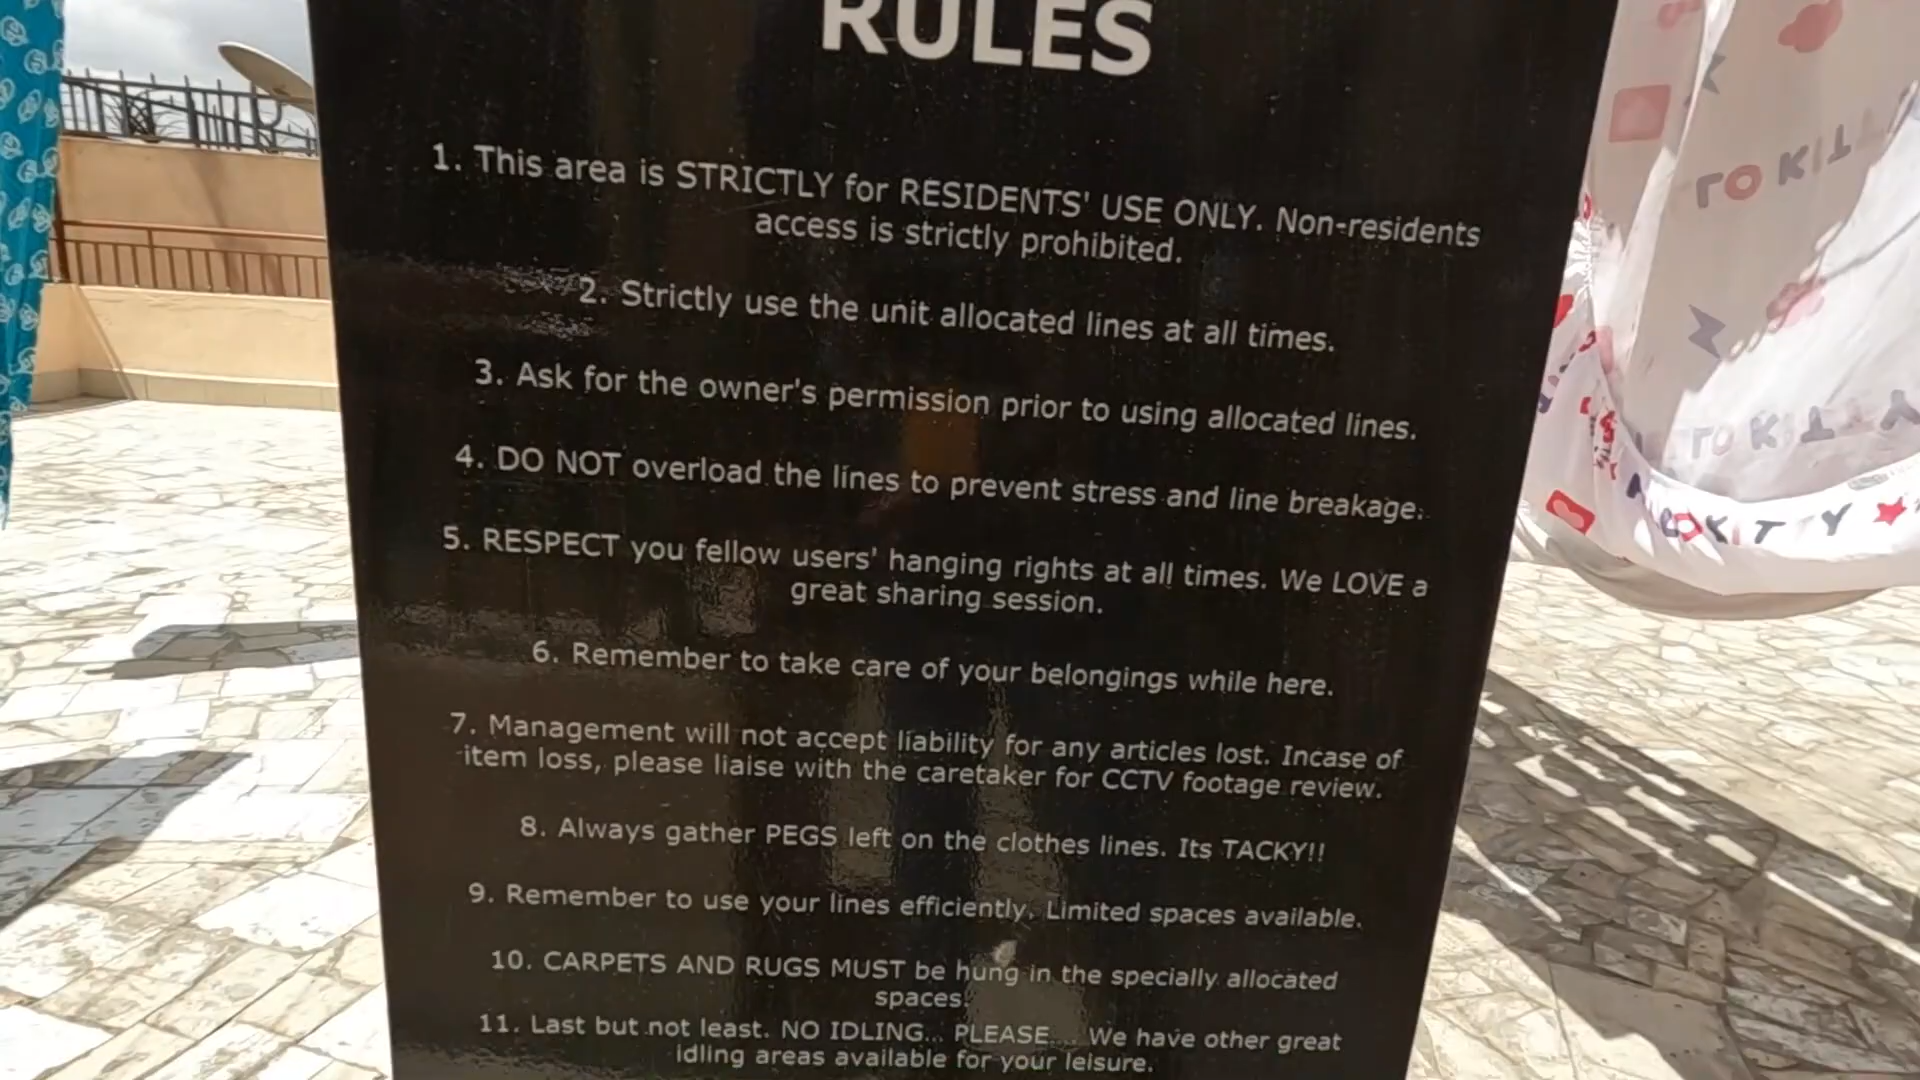 RULES
1. This area is STRICTLY for RESIDENTS' USE ONLY. Non-residents
access is strictly prohibited.
2. Strictly use the unit allocated lines at all times.
3. Ask for the owner's permission prior to using allocated lines.
4. DO NOT overload the lines to prevent stress and line breakage.
5. RESPECT you fellow users' hanging rights at all times. We LOVE a
great sharing session.
6. Remember to take care of your belongings while here.
7. Management will not accept liability for any articles lost. Incase of
item loss, please liaise with the caretaker for CCTV footage review.
8. Always gather PEGS left on the clothes lines. Its TACKY!!
9. Remember to use your lines efficiently. Limited spaces available.
10. CARPETS AND RUGS MUST be hung in the specially allocated
spaces.
11. Last but not least. NO IDLING... PLEASE... We have other great
idling areas available for your leisure.